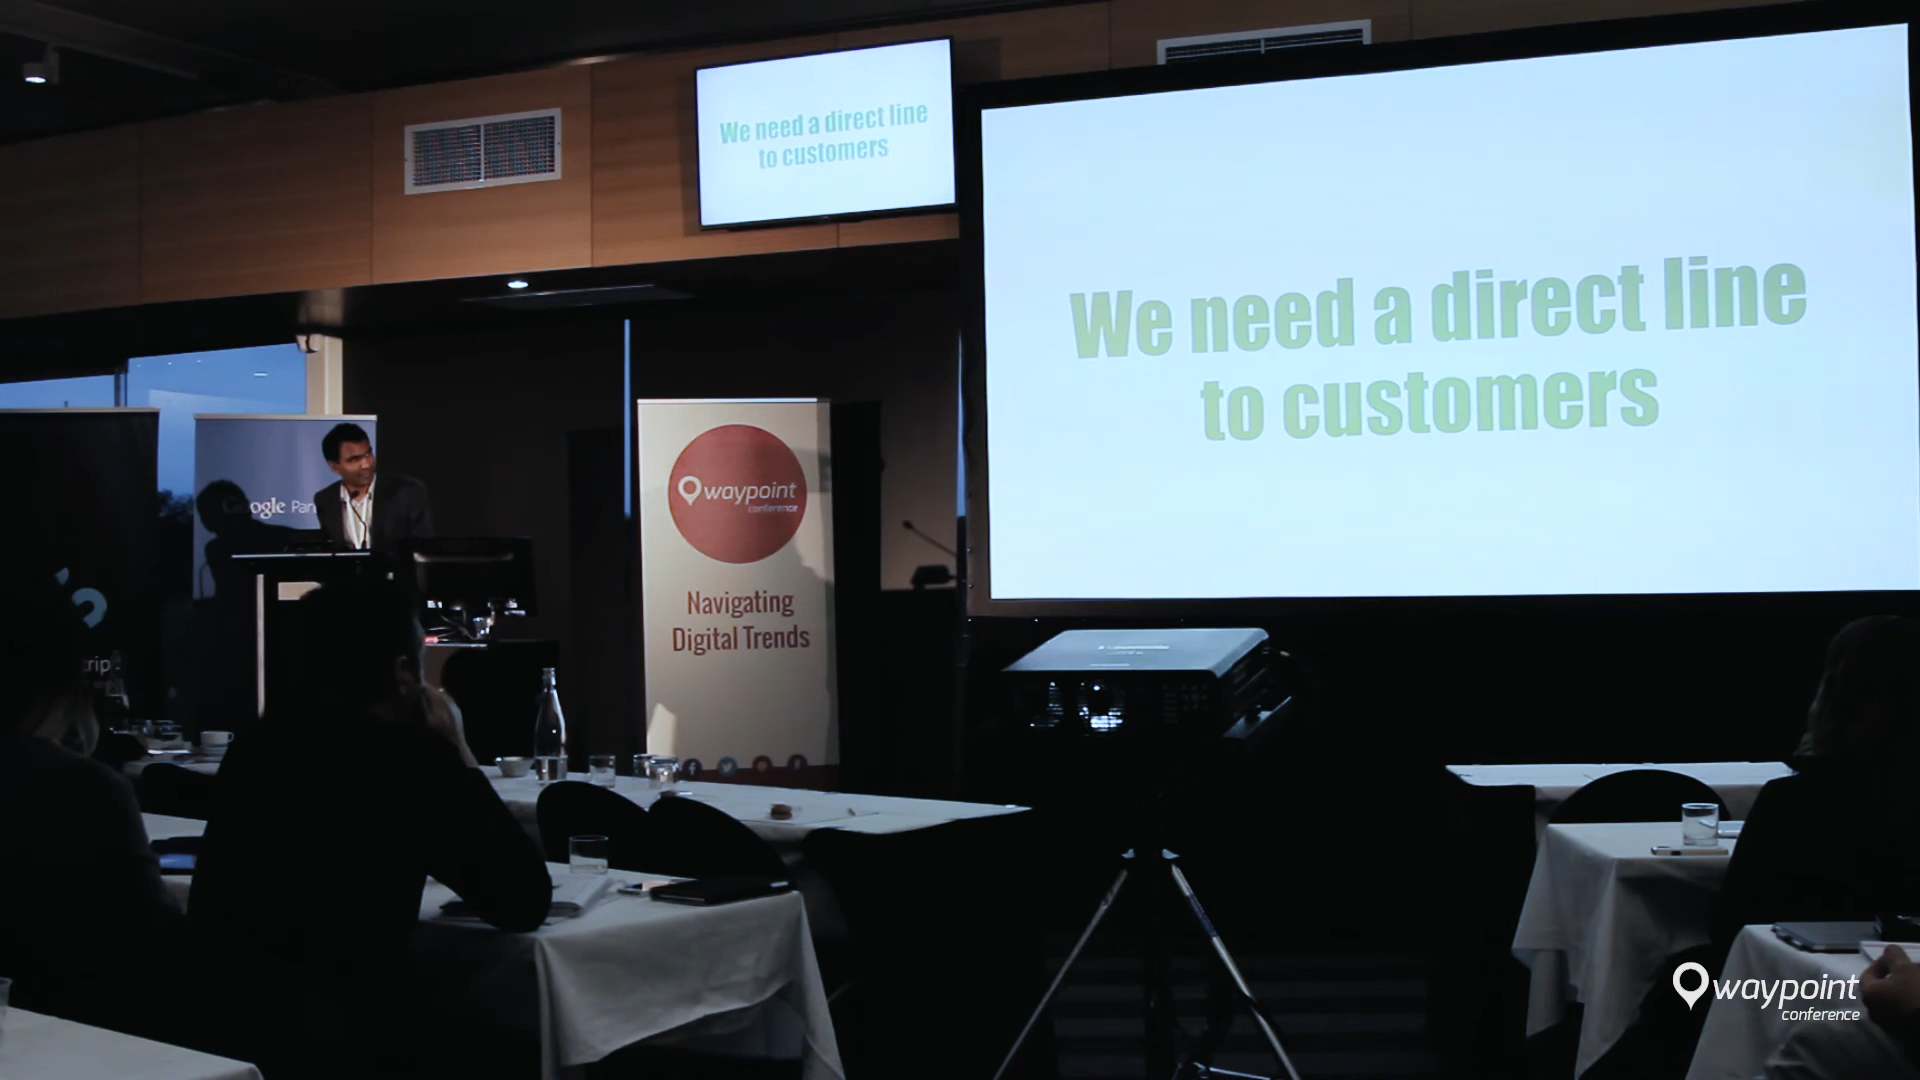 We need a direct line
to customers
We need a direct line
to customers
Google
waypoint
conference
Navigating
Digital Trends
waypoint
conference